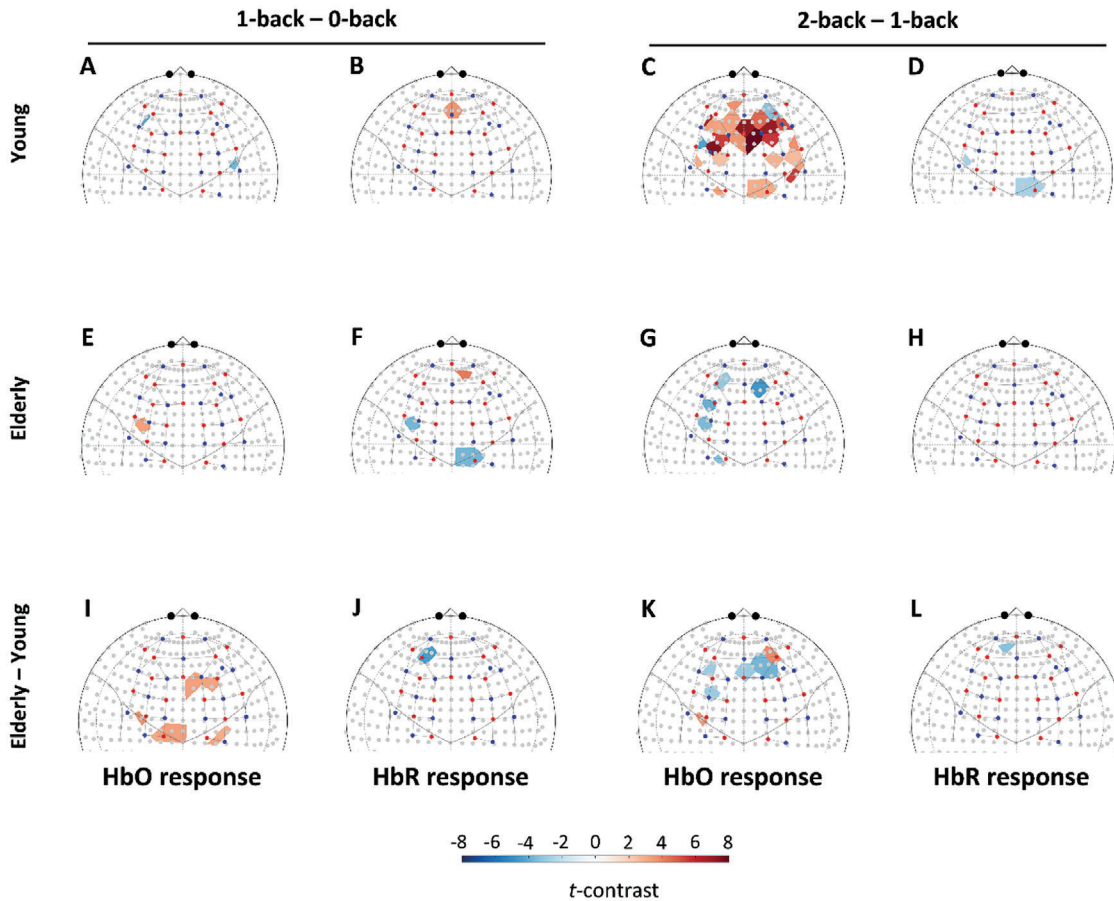 1-back – 0-back
2-back – 1-back
Young
A
B
C
D
Elderly
E
F
G
H
Elderly – Young
I
J
K
L
HbO response
HbR response
HbO response
HbR response
-8 -6 -4 -2 0 2 4 6 8
t-contrast